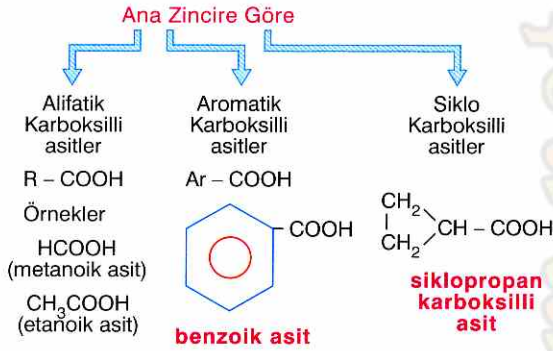 Ana Zincire Göre
Alifatik
Karboksilli
asitler
R – COOH
Örnekler
HCOOH
(metanoik asit)
CH₃COOH
(etanoik asit)
Aromatik
Karboksilli
asitler
Ar – COOH
COOH
benzoik asit
Siklo
Karboksilli
asitler
CH₂
CH – COOH
CH₂
siklopropan
karboksilli
asit